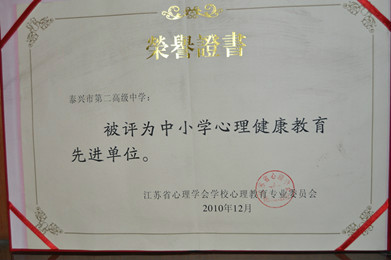 榮譽證書
泰兴市第二高级中学：
被评为中小学心理健康教育
先进单位。
江苏省心理学会学校心理教育专业委员会
2010年12月